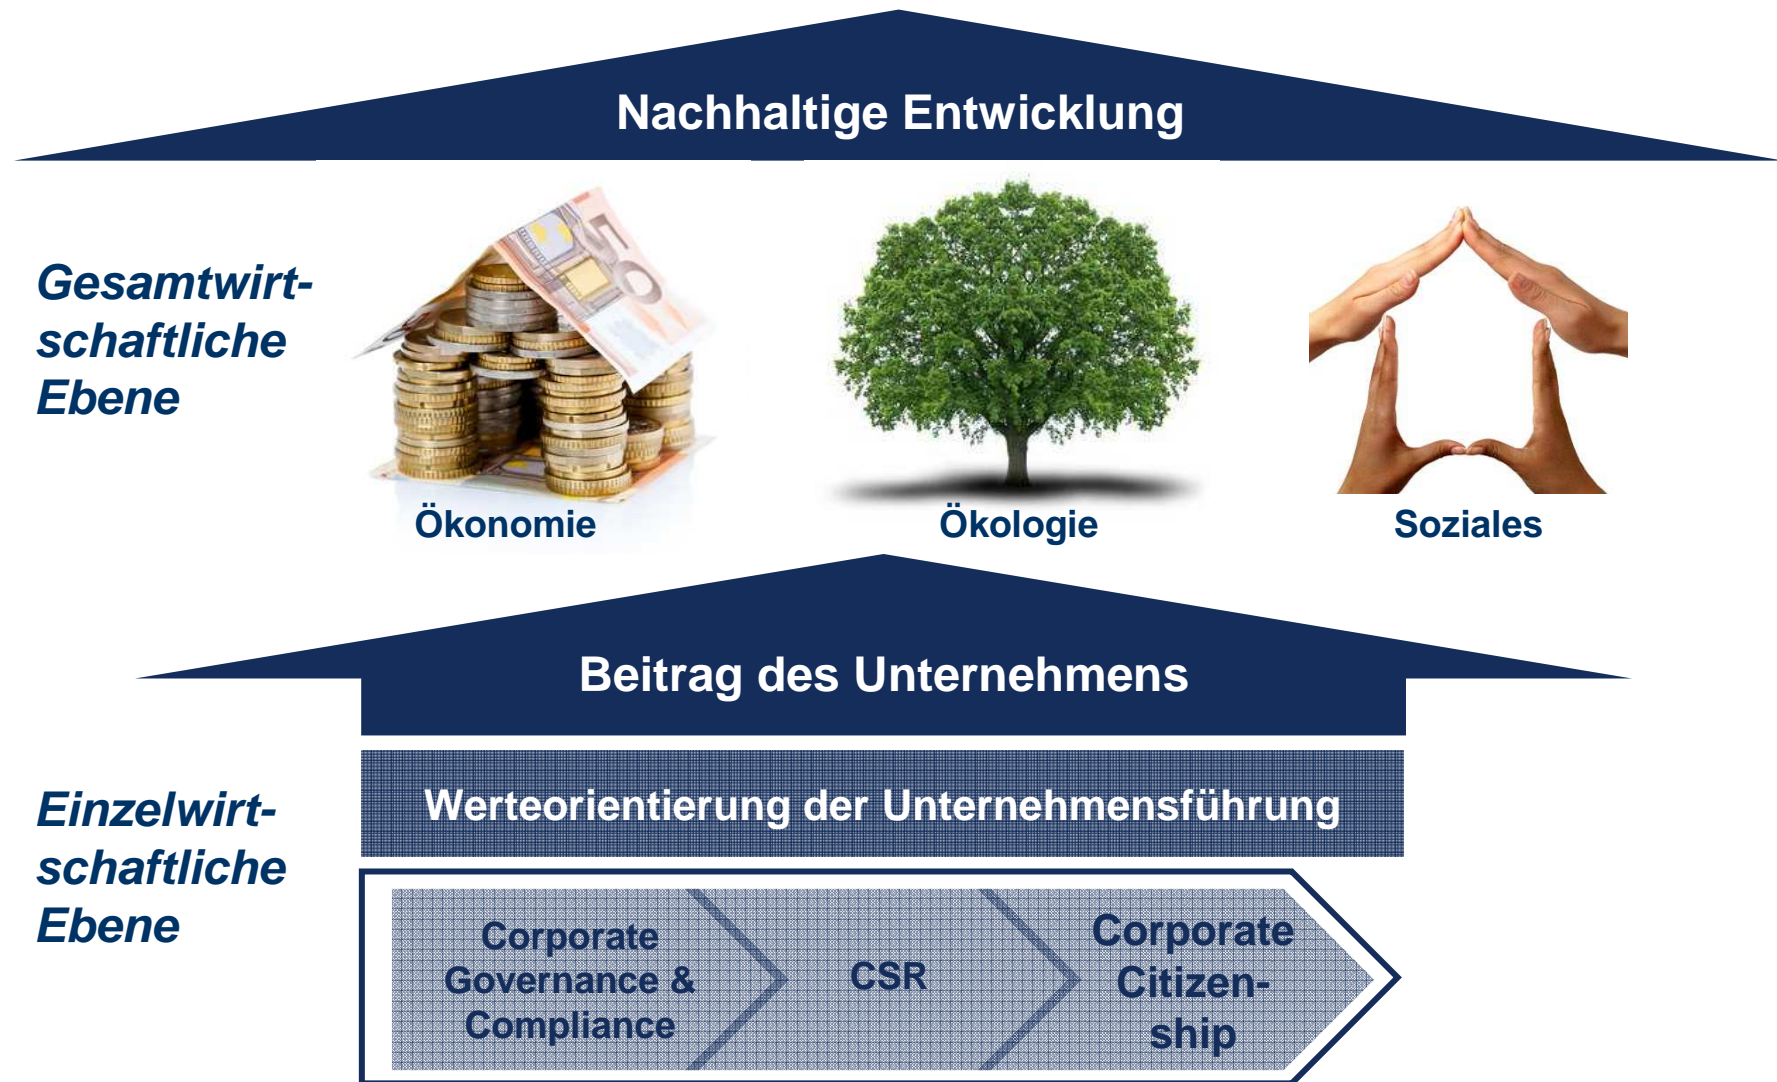 Nachhaltige Entwicklung
Gesamtwirt-
schaftliche
Ebene
50
Ökonomie
Ökologie
Soziales
Beitrag des Unternehmens
Einzelwirt-
schaftliche
Ebene
Werteorientierung der Unternehmensführung
Corporate
Governance &
Compliance
CSR
Corporate
Citizen-
ship